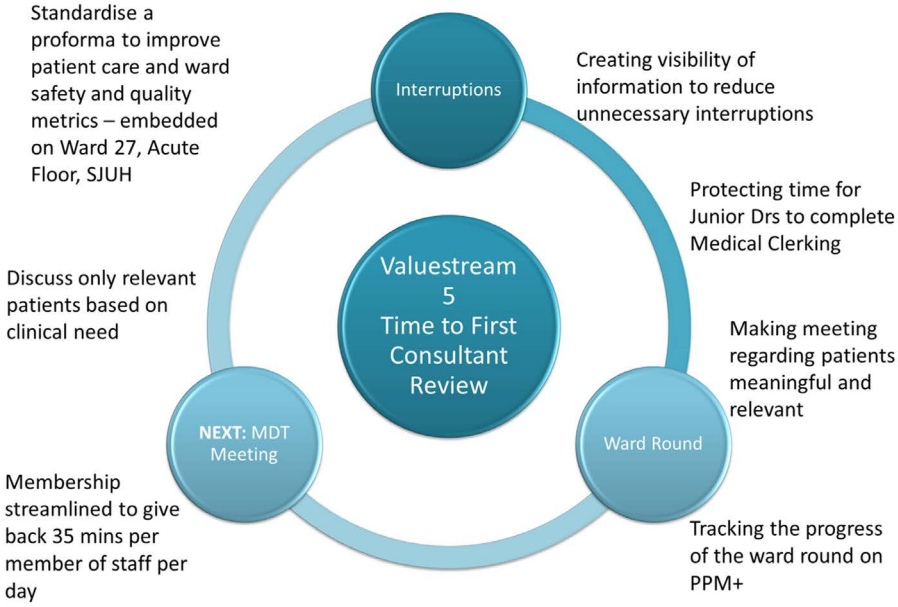 Standardise a
proforma to improve
patient care and ward
safety and quality
metrics – embedded
on Ward 27, Acute
Floor, SJUH
Interruptions
Creating visibility of
information to reduce
unnecessary interruptions
Protecting time for
Junior Drs to complete
Medical Clerking
Discuss only relevant
patients based on
clinical need
Valuestream
5
Time to First
Consultant
Review
Making meeting
regarding patients
meaningful and
relevant
NEXT: MDT
Meeting
Ward Round
Membership
streamlined to give
back 35 mins per
member of staff per
day
Tracking the progress
of the ward round on
PPM+